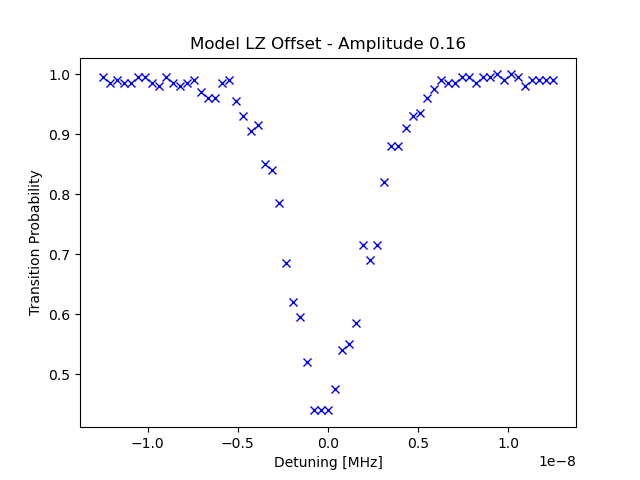 Model LZ Offset - Amplitude 0.16
Transition Probability
1.0
0.9
0.8
0.7
0.6
0.5
−1.0 −0.5 0.0 0.5 1.0
1e−8
Detuning [MHz]